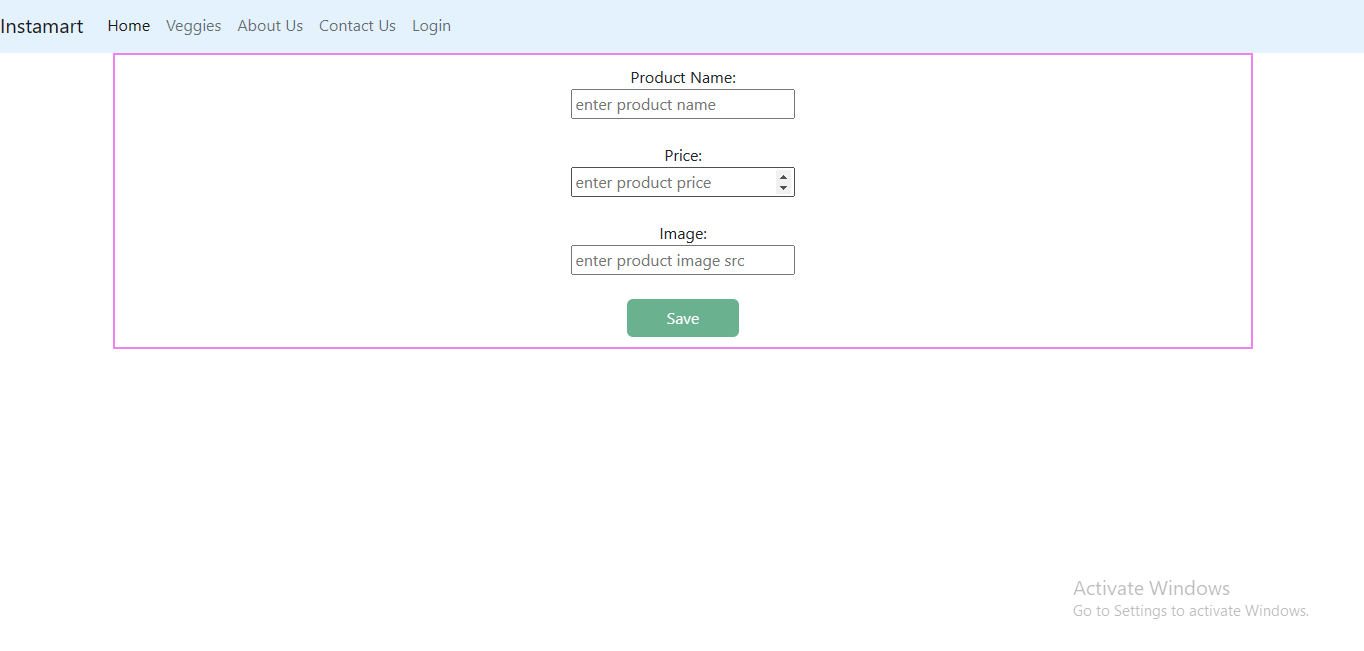 Instamart Home Veggies About Us Contact Us Login
Product Name:
enter product name
Price:
enter product price
Image:
enter product image src
Save
Activate Windows
Go to Settings to activate Windows.